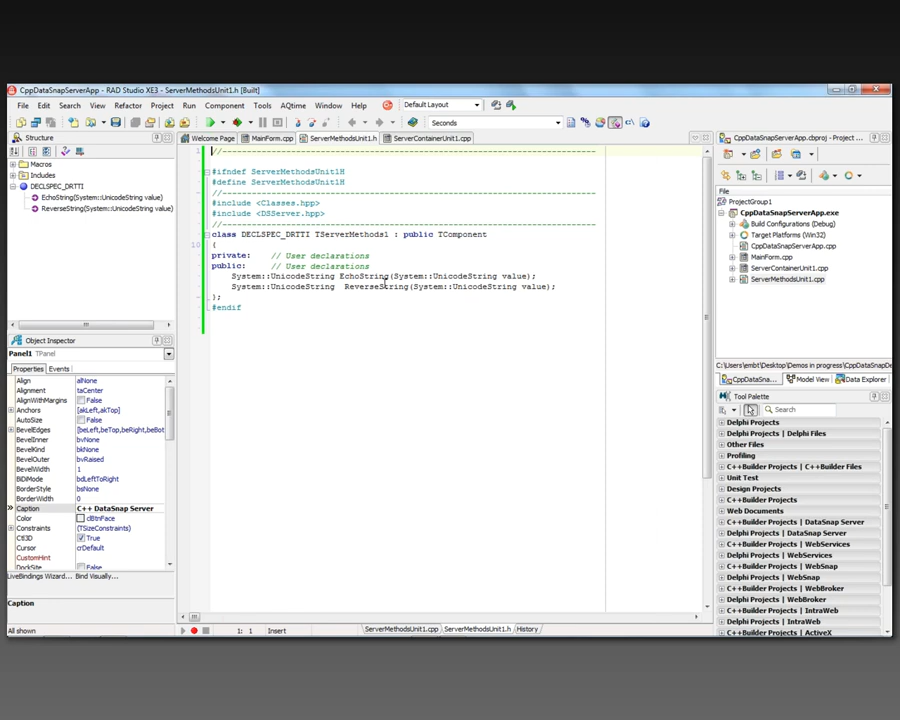 CppDataSnapServerApp - RAD Studio XE3 - ServerMethodsUnit1.h [Built]
File Edit Search View Refactor Project Run Component Tools AQtime Window Help Default Layout
Seconds
Structure
Macros
Includes
DECLSPEC_DRTTI
EchoString(System::UnicodeString value)
ReverseString(System::UnicodeString value)
Object Inspector
Panel1 TPanel
Properties Events
Align alNone
Alignment taCenter
AlignWithMargins False
Anchors [akLeft,akTop]
AutoSize False
BevelEdges [beLeft,beTop,beRight,beBot
BevelInner bvNone
BevelKind bkNone
BevelOuter bvRaised
BevelWidth 1
BiDiMode bdLeftToRight
BorderStyle bsNone
BorderWidth 0
Caption C++ DataSnap Server
Color clBtnFace
Constraints (TSizeConstraints)
Ctl3D True
Cursor crDefault
CustomHint
DockSite False
LiveBindings Wizard... Bind Visually...
Caption
All shown
Welcome Page MainForm.cpp ServerMethodsUnit1.h ServerContainerUnit1.cpp
1 //---------------------------------------------------------------------------
#ifndef ServerMethodsUnit1H
#define ServerMethodsUnit1H
//---------------------------------------------------------------------------
#include <Classes.hpp>
#include <DSServer.hpp>
//---------------------------------------------------------------------------
class DECLSPEC_DRTTI TServerMethods1 : public TComponent
10 {
private: // User declarations
public: // User declarations
System::UnicodeString EchoString(System::UnicodeString value);
System::UnicodeString ReverseString(System::UnicodeString value);
};
#endif
1: 1 Insert
ServerMethodsUnit1.cpp ServerMethodsUnit1.h History
CppDataSnapServerApp.cbproj - Project ...
File
ProjectGroup1
CppDataSnapServerApp.exe
Build Configurations (Debug)
Target Platforms (Win32)
CppDataSnapServerApp.cpp
MainForm.cpp
ServerContainerUnit1.cpp
ServerMethodsUnit1.cpp
C:\Users\embt\Desktop\Demos in progress\CppDataSnapDe
CppDataSna... Model View Data Explorer
Tool Palette
Search
Delphi Projects
Delphi Projects | Delphi Files
Other Files
Profiling
C++Builder Projects | C++Builder Files
Unit Test
Design Projects
C++Builder Projects
Web Documents
C++Builder Projects | DataSnap Server
Delphi Projects | DataSnap Server
C++Builder Projects | WebServices
Delphi Projects | WebServices
C++Builder Projects | WebSnap
Delphi Projects | WebSnap
C++Builder Projects | WebBroker
Delphi Projects | WebBroker
C++Builder Projects | IntraWeb
Delphi Projects | IntraWeb
C++Builder Projects | ActiveX